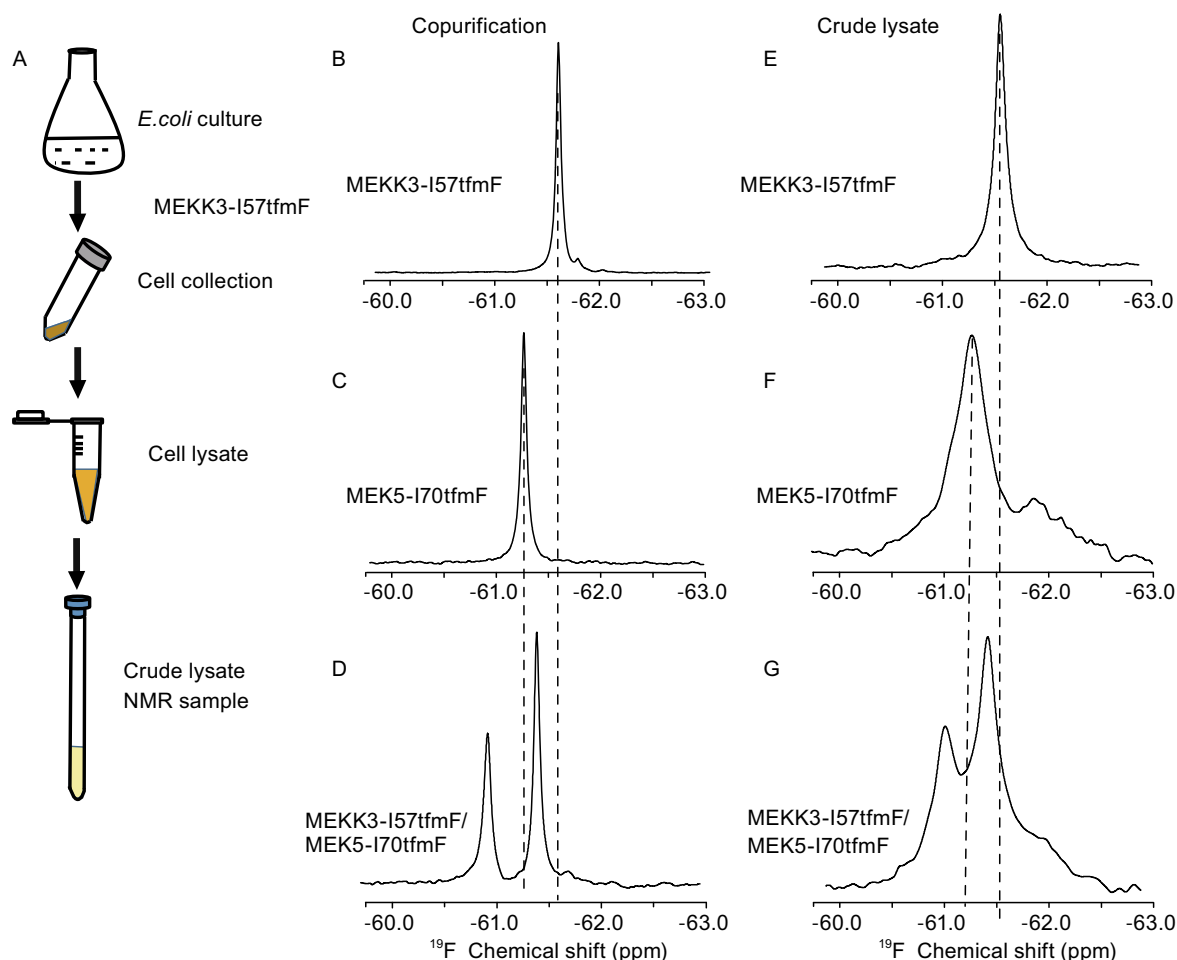 A
E.coli culture
MEKK3-I57tfmF
Cell collection
Cell lysate
Crude lysate
NMR sample
Copurification
B
MEKK3-I57tfmF
-60.0 -61.0 -62.0 -63.0
C
MEK5-I70tfmF
-60.0 -61.0 -62.0 -63.0
D
MEKK3-I57tfmF/
MEK5-I70tfmF
-60.0 -61.0 -62.0 -63.0
19F Chemical shift (ppm)
Crude lysate
E
MEKK3-I57tfmF
-60.0 -61.0 -62.0 -63.0
F
MEK5-I70tfmF
-60.0 -61.0 -62.0 -63.0
G
MEKK3-I57tfmF/
MEK5-I70tfmF
-60.0 -61.0 -62.0 -63.0
19F Chemical shift (ppm)